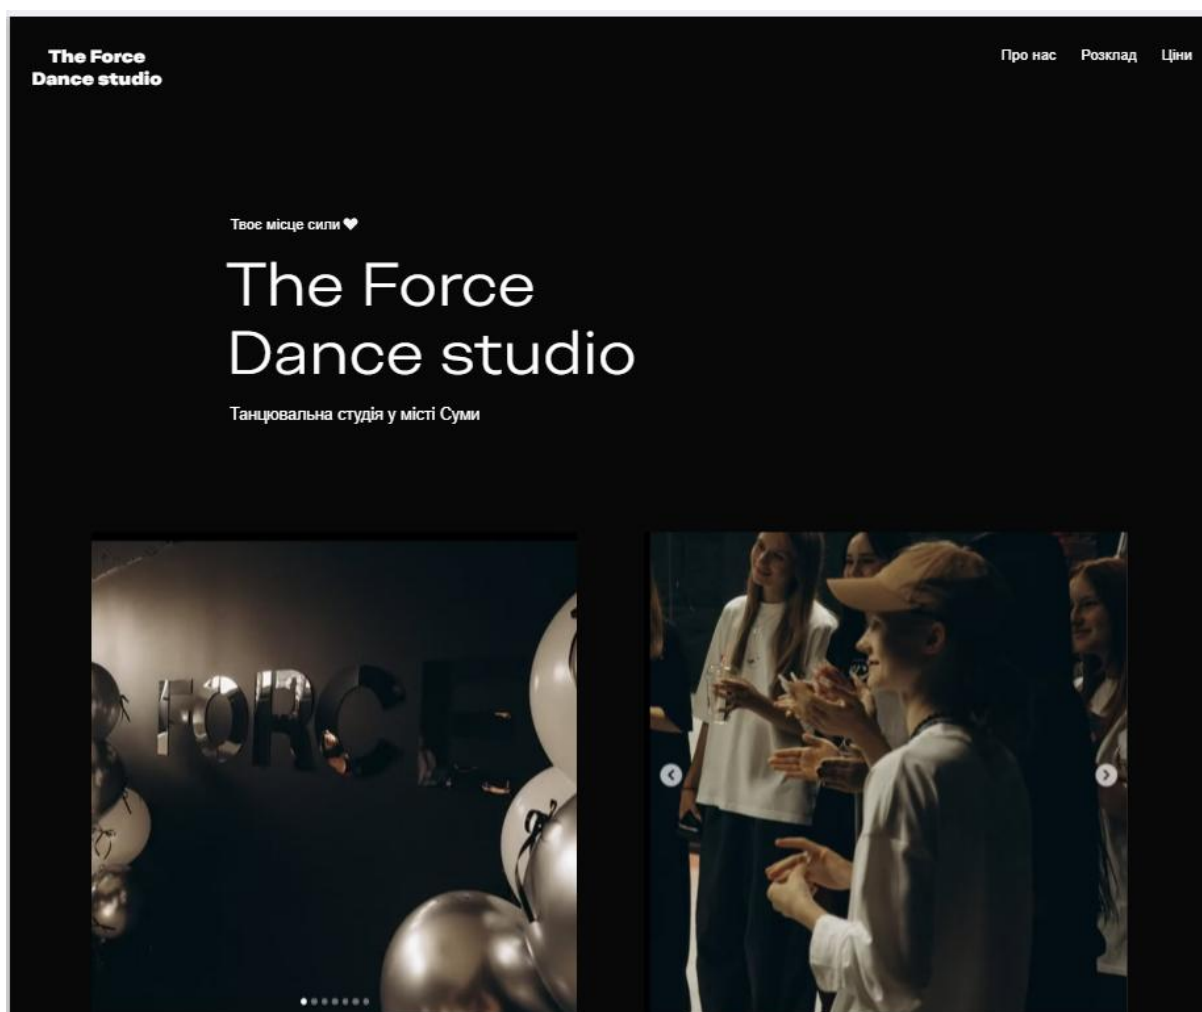 The Force
Dance studio
Про нас Розклад Ціни
Твоє місце сили🖤
The Force
Dance studio
Танцювальна студія у місті Суми
FORCE